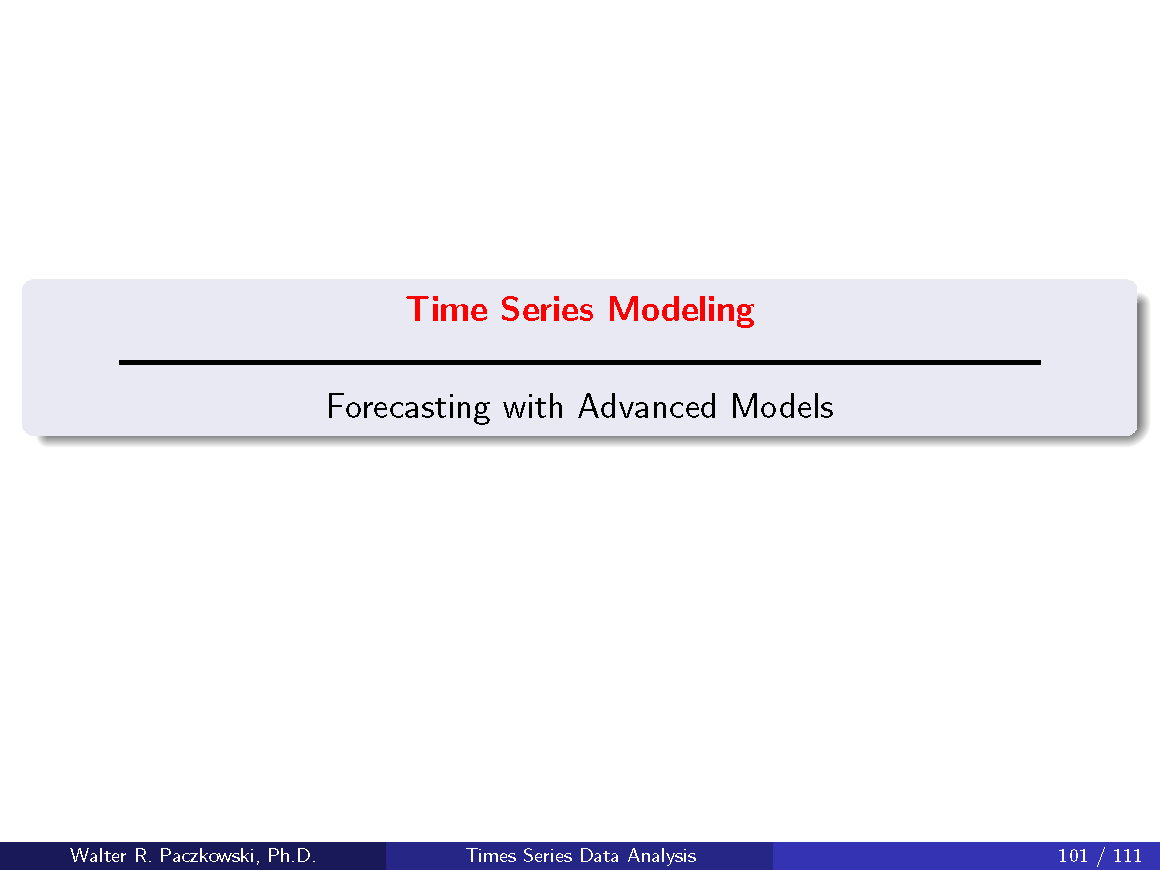 Time Series Modeling
Forecasting with Advanced Models
Walter R. Paczkowski, Ph.D. Times Series Data Analysis 101 / 111